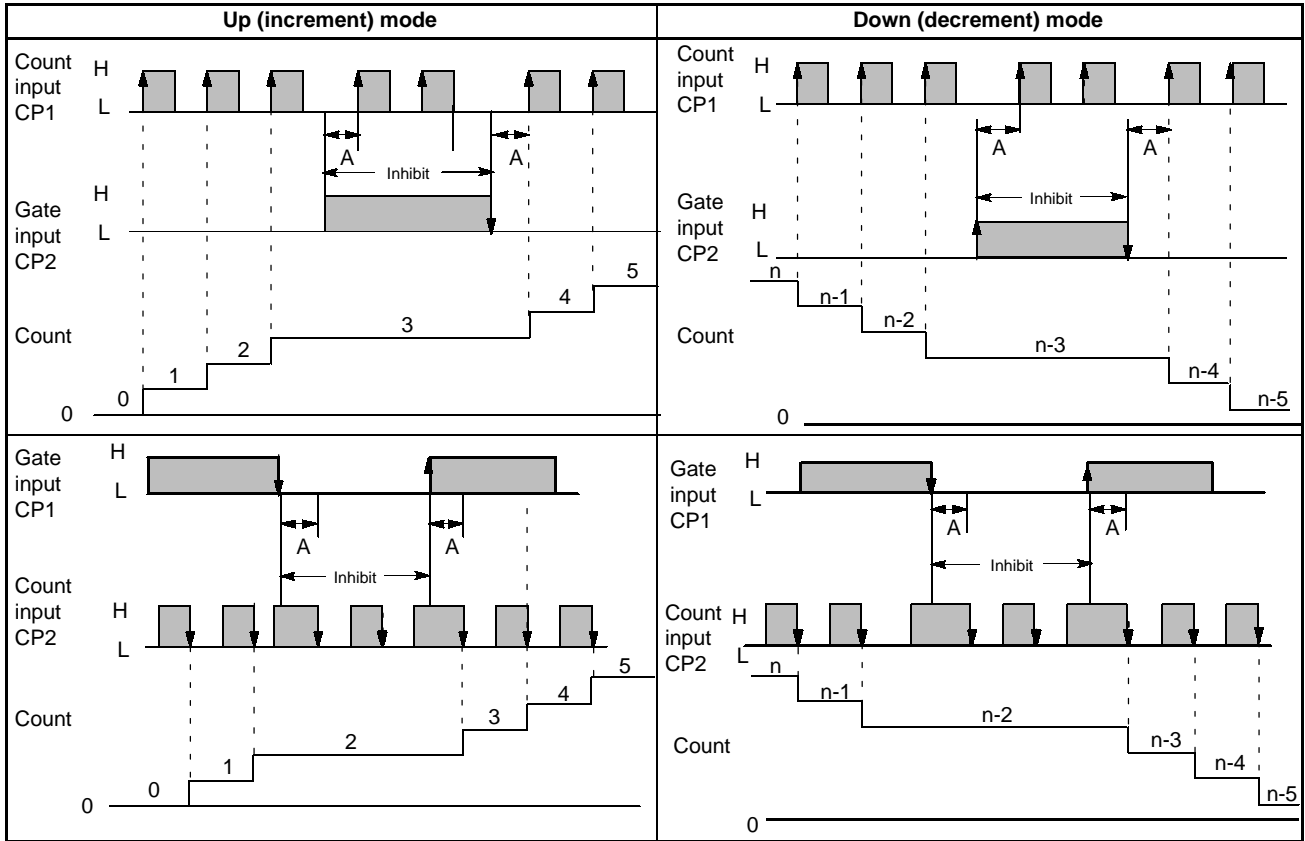 Up (increment) mode
Down (decrement) mode
Count
input
CP1
H
L
A
A
Inhibit
Gate
input
CP2
H
L
Count
0
0
1
2
3
4
5
Count
input
CP1
H
L
A
A
Inhibit
Gate
input
CP2
H
L
Count
n
n-1
n-2
n-3
n-4
n-5
0
Gate
input
CP1
H
L
A
A
Inhibit
Count
input
CP2
H
L
Count
0
0
1
2
3
4
5
Gate
input
CP1
H
L
A
A
Inhibit
Count
input
CP2
H
L
Count
n
n-1
n-2
n-3
n-4
n-5
0